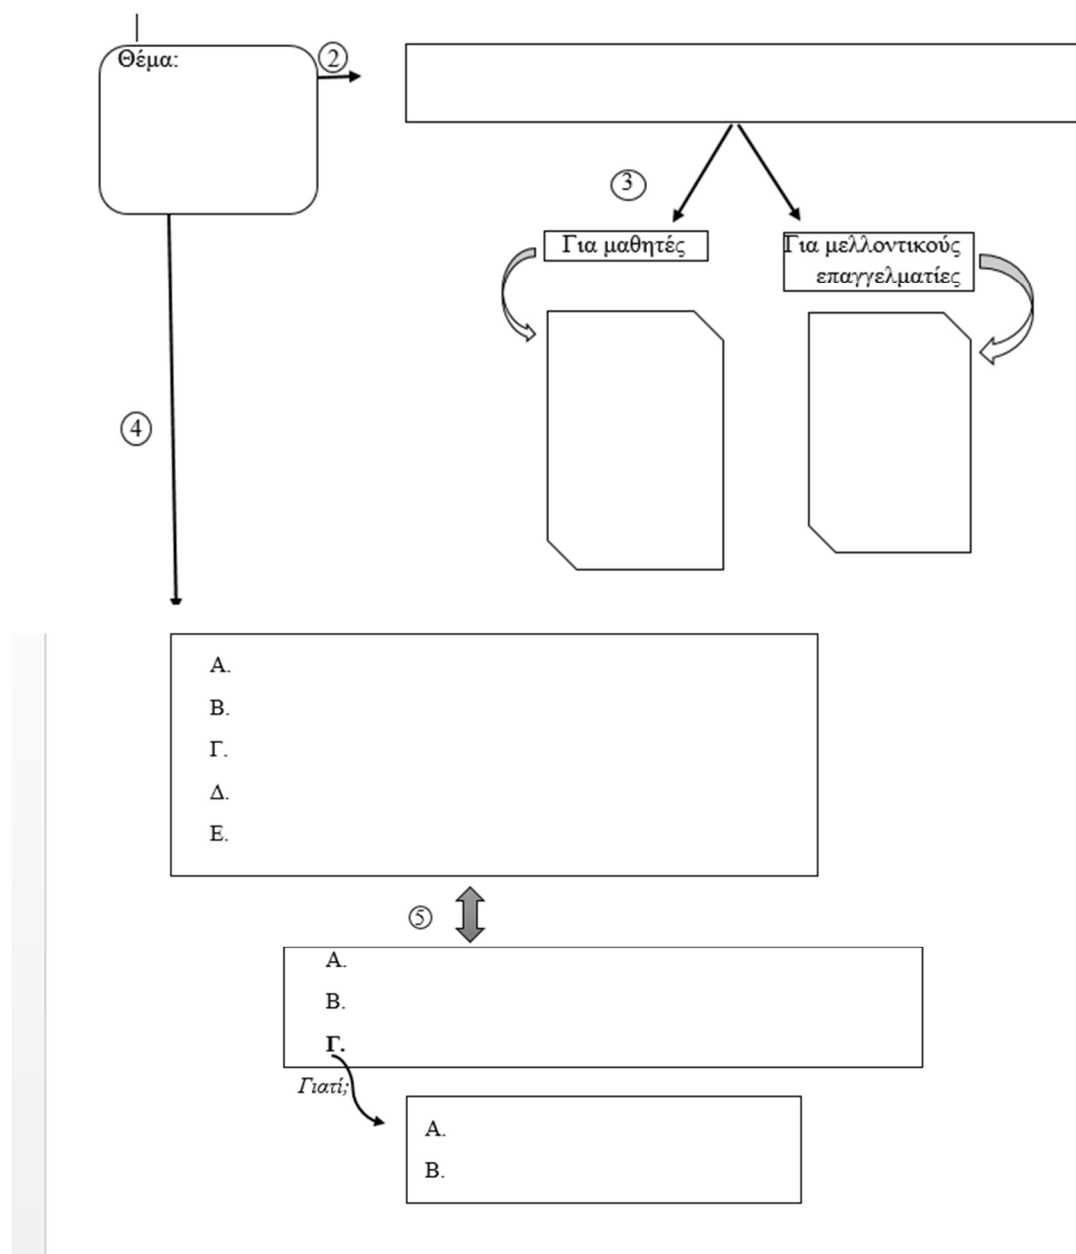 Θέμα:
②
③
Για μαθητές
Για μελλοντικούς
επαγγελματίες
④
Α.
Β.
Γ.
Δ.
Ε.
⑤
Α.
Β.
Γ.
Γιατί;
Α.
Β.